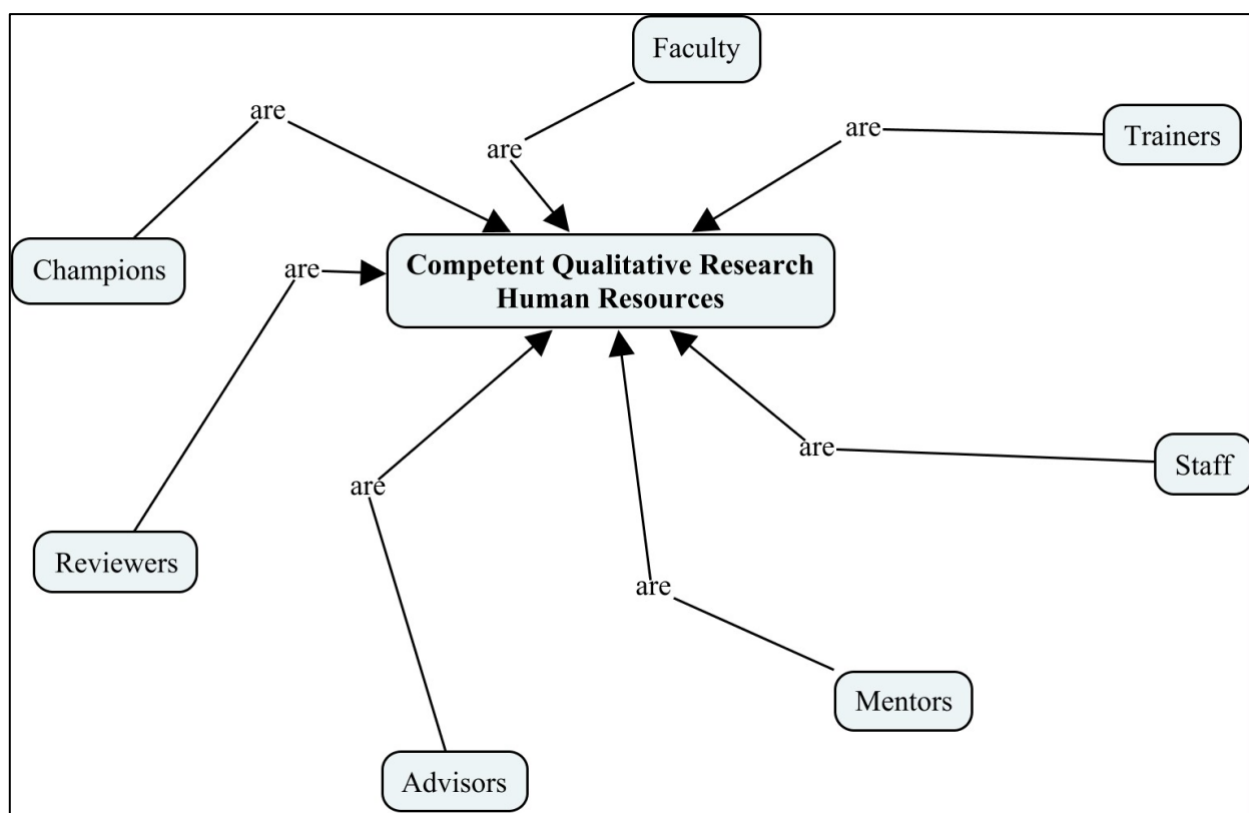 Faculty
are
Trainers
are
are
Champions
are
Competent Qualitative Research
Human Resources
are
Staff
are
Reviewers
are
Mentors
Advisors